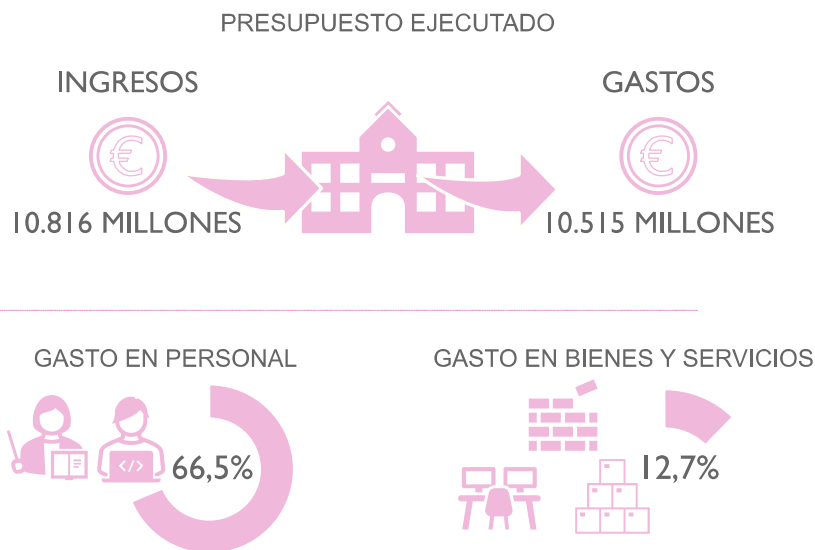 PRESUPUESTO EJECUTADO
INGRESOS
GASTOS
€
€
10.816 MILLONES
10.515 MILLONES
GASTO EN PERSONAL
GASTO EN BIENES Y SERVICIOS
</>
66,5%
12,7%